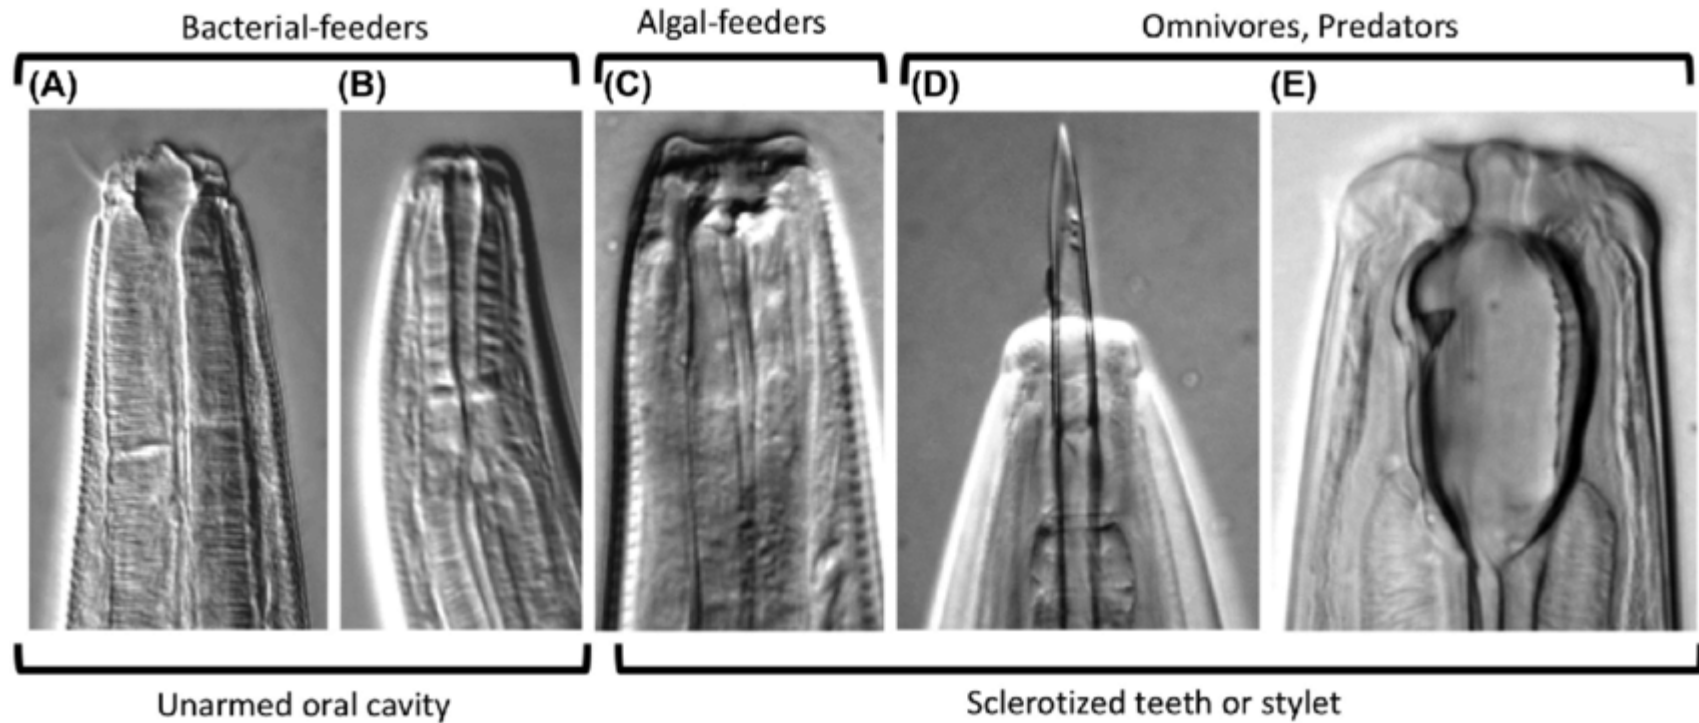 Bacterial-feeders
Algal-feeders
Omnivores, Predators
(A)
(B)
(C)
(D)
(E)
Unarmed oral cavity
Sclerotized teeth or stylet